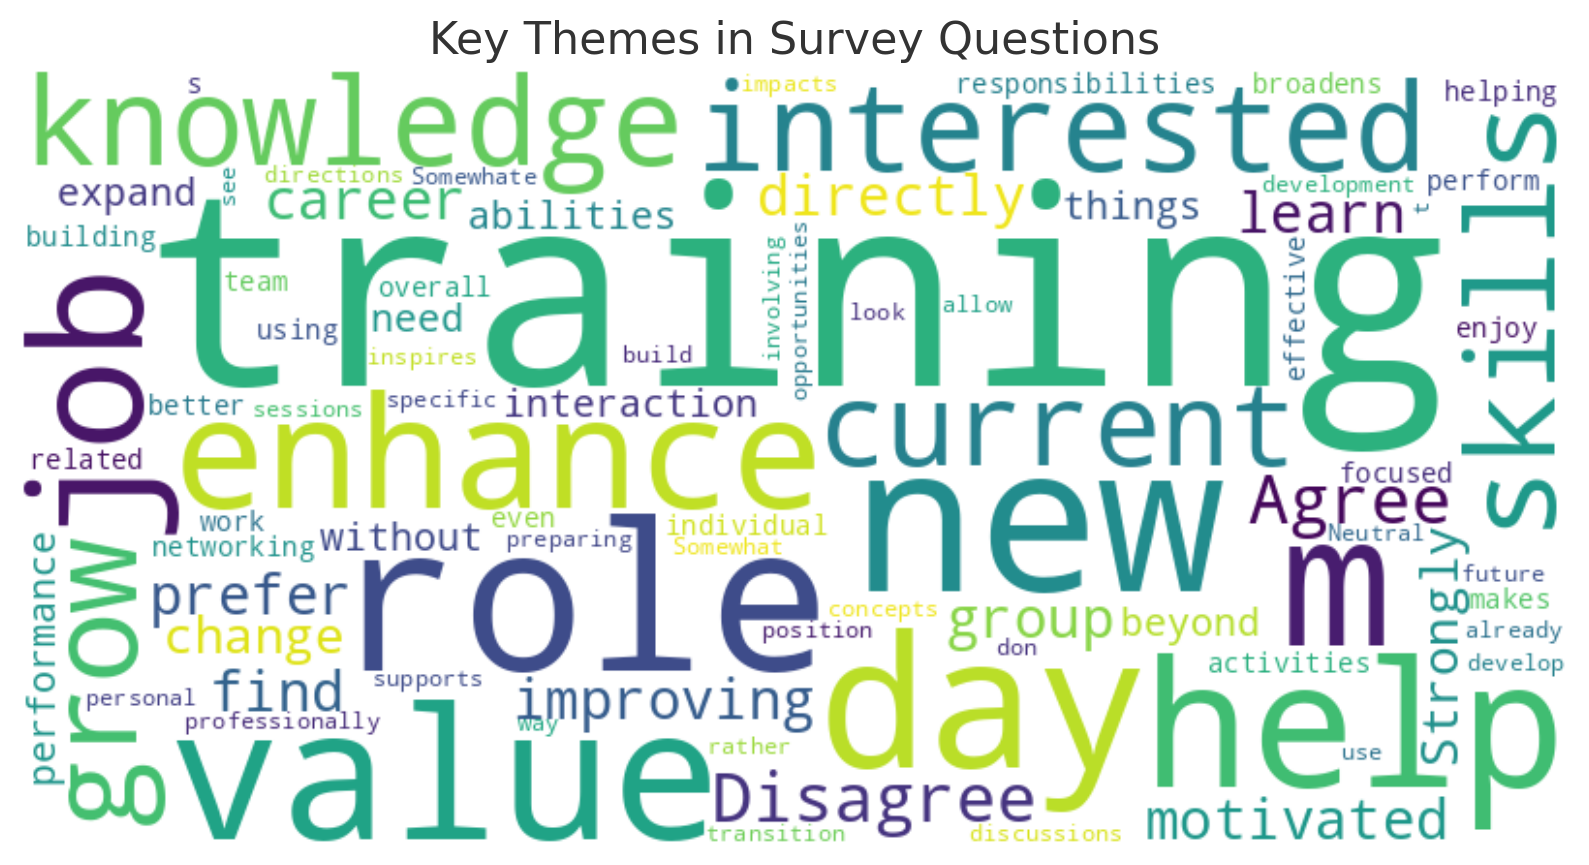 Key Themes in Survey Questions
knowledge
s
interested
impacts
responsibilities
broadens
helping
skills
expand
see
directions
career
Somewhate
abilities
directly
things
development
learn
perform
t
building
training
job
team
overall
using
need
inspires
build
involving
opportunities
look
allow
effective
enjoy
better
sessions
specific
interaction
current
related
enhance
new
focused
Agree
work
networking
without
even
preparing
individual
Somewhat
Neutral
m
Strongly
performance
grow
prefer
role
change
concepts
position
group
beyond
don
future
makes
already
develop
personal
find
supports
professionally
improving
way
day
activities
help
use
value
rather
Disagree
motivated
transition
discussions